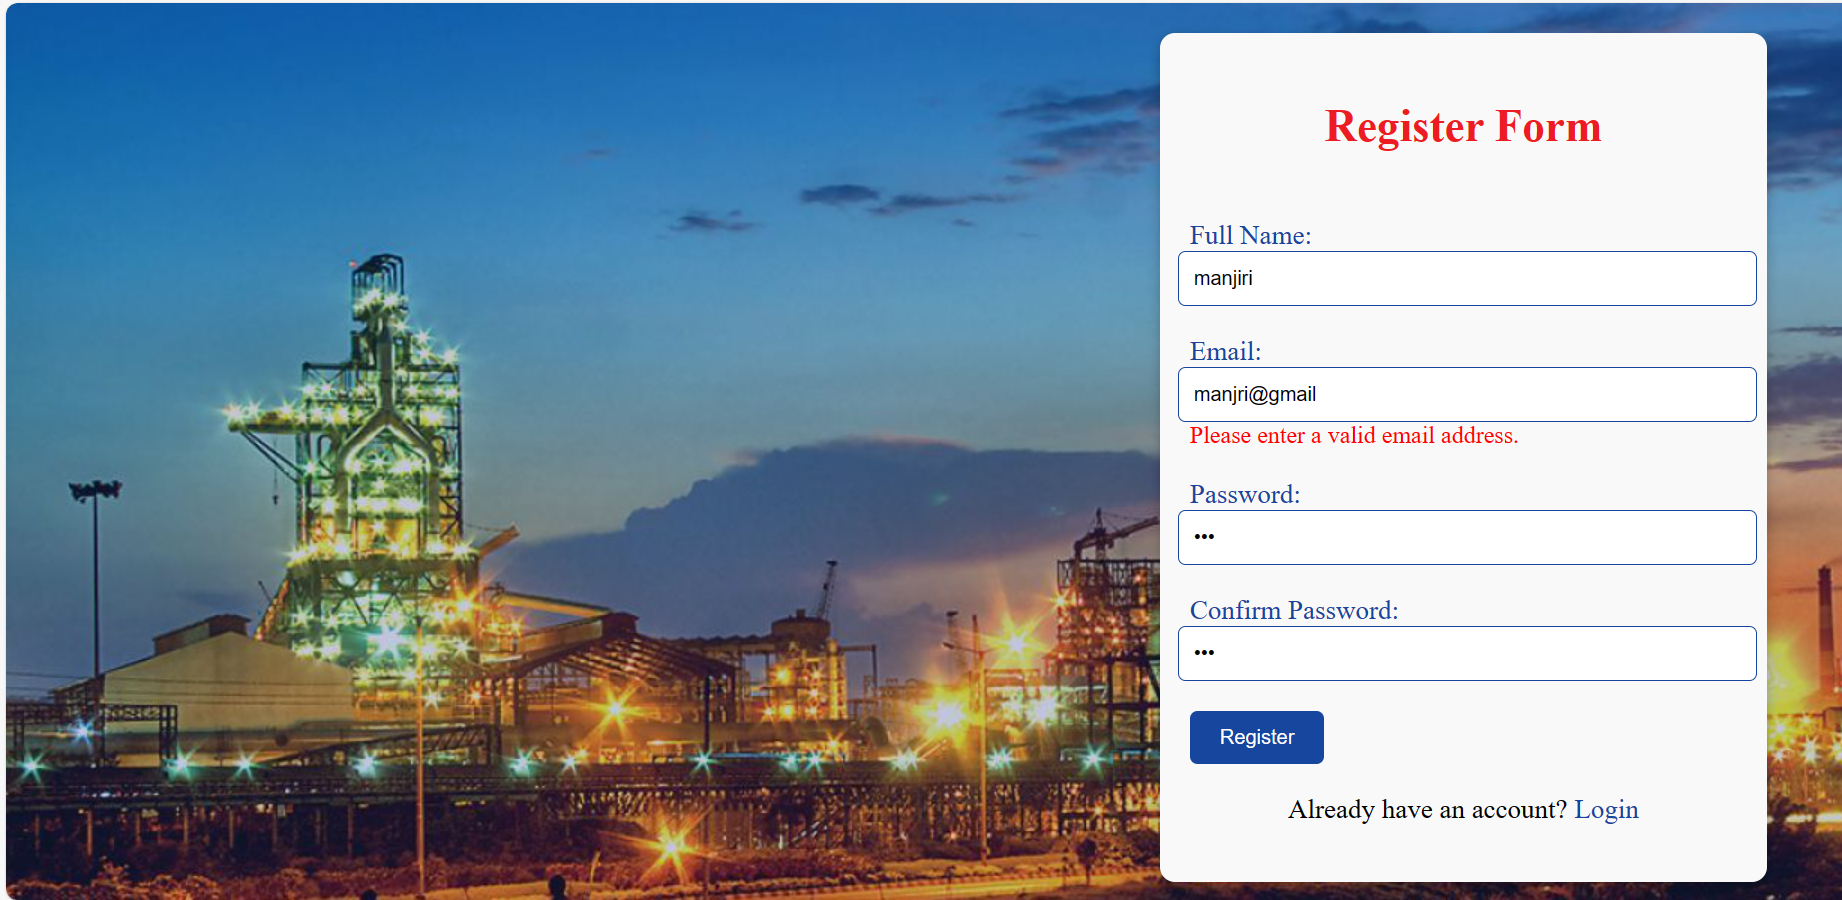 Register Form
Full Name:
manjiri
Email:
manjri@gmail
Please enter a valid email address.
Password:
•••
Confirm Password:
•••
Register
Already have an account? Login